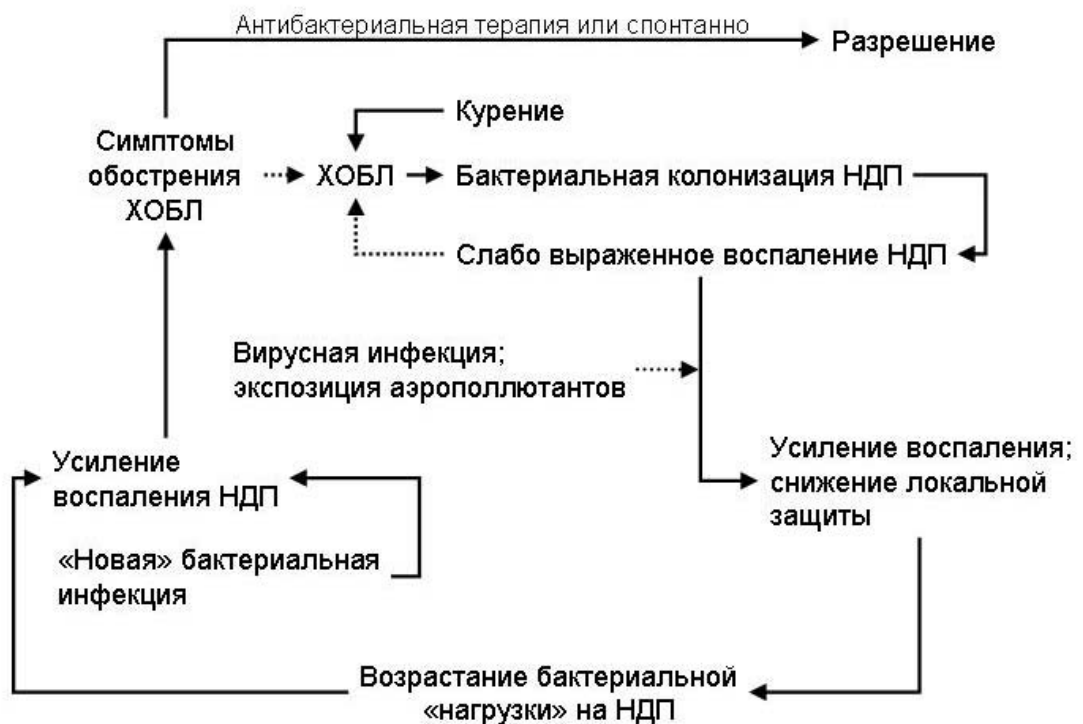 Антибактериальная терапия или спонтанно
Разрешение
Курение
Симптомы
обострения
ХОБЛ
ХОБЛ
Бактериальная колонизация НДП
Слабо выраженное воспаление НДП
Вирусная инфекция;
экспозиция аэрополлютантов
Усиление воспаления;
снижение локальной
защиты
Усиление
воспаления НДП
«Новая» бактериальная
инфекция
Возрастание бактериальной
«нагрузки» на НДП